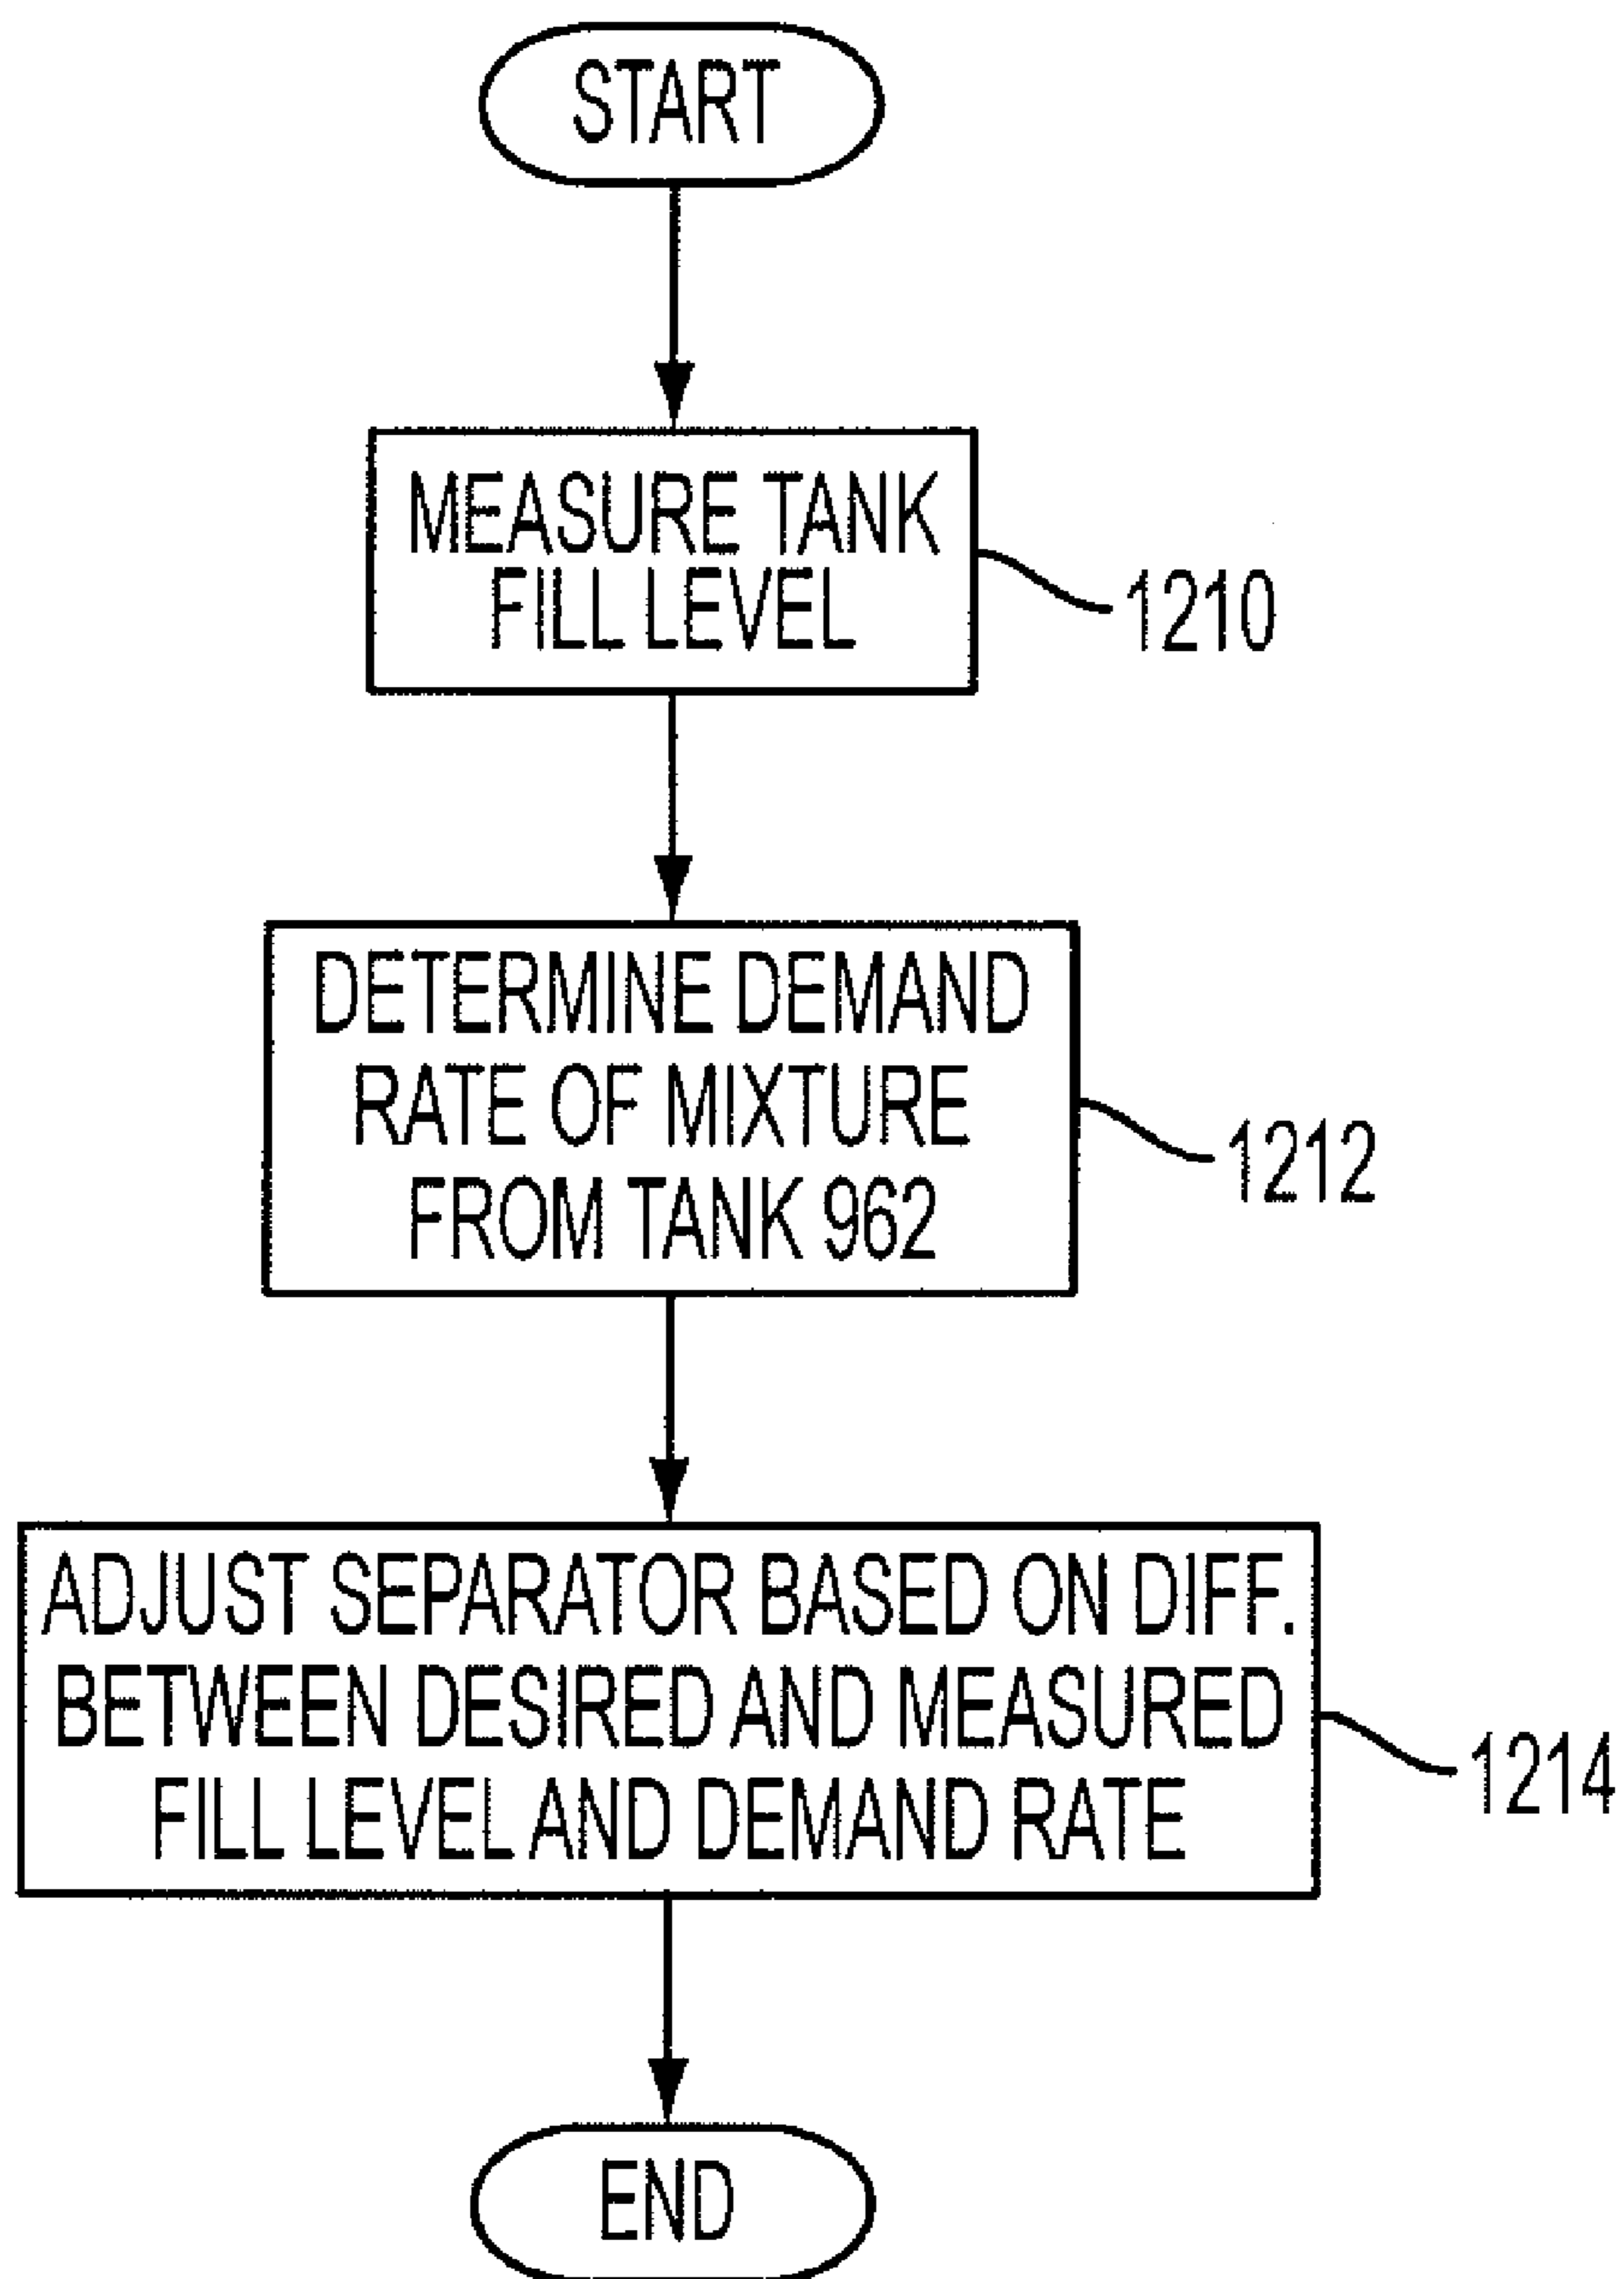 START
MEASURE TANK
FILL LEVEL
1210
DETERMINE DEMAND
RATE OF MIXTURE
FROM TANK 962
1212
ADJUST SEPARATOR BASED ON DIFF.
BETWEEN DESIRED AND MEASURED
FILL LEVEL AND DEMAND RATE
1214
END